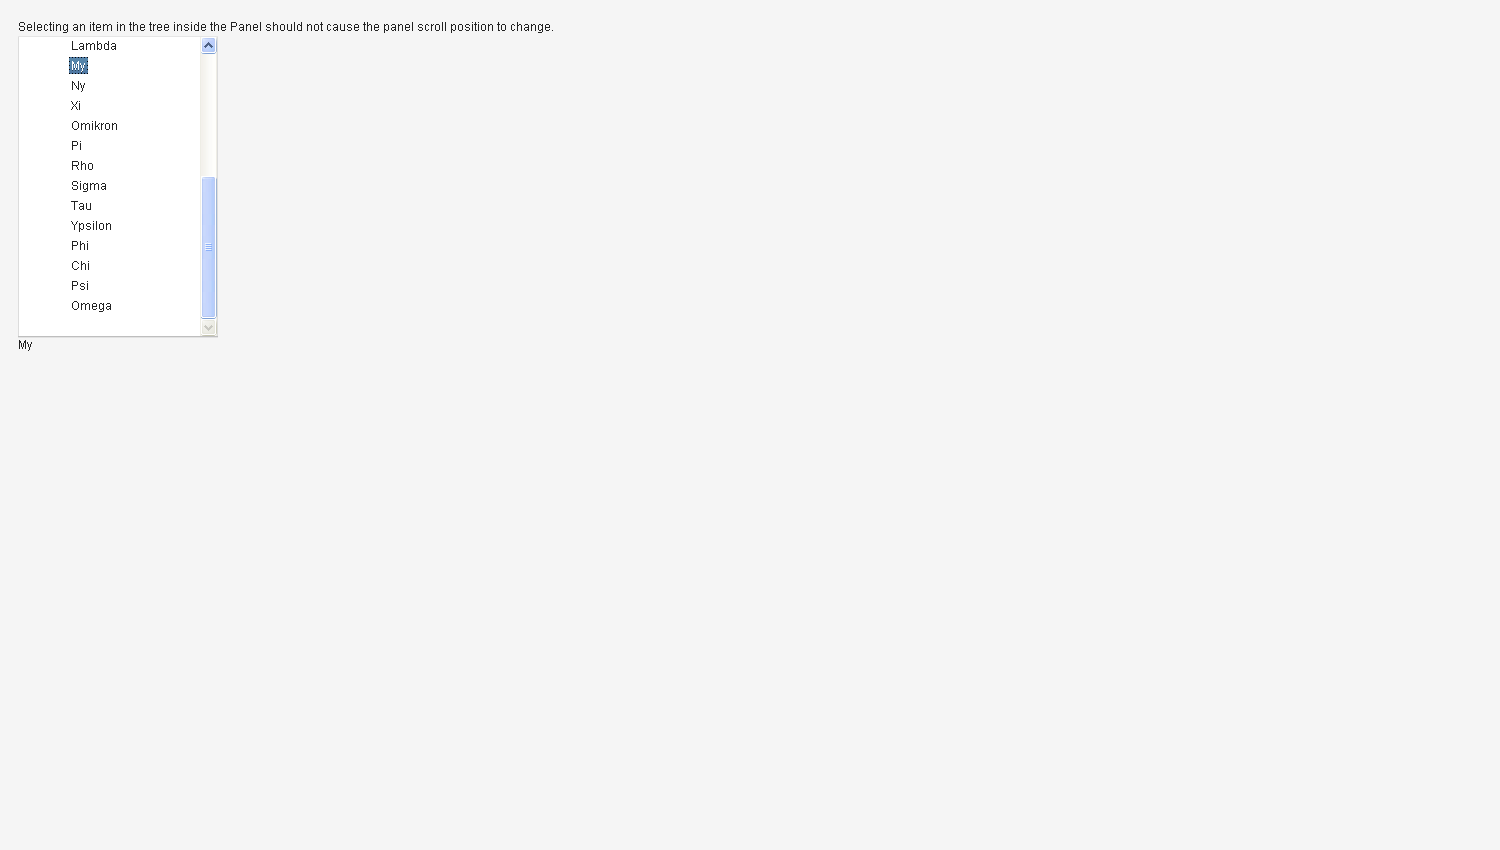 Selecting an item in the tree inside the Panel should not cause the panel scroll position to change.
Lambda
My
Ny
Xi
Omikron
Pi
Rho
Sigma
Tau
Ypsilon
Phi
Chi
Psi
Omega
My